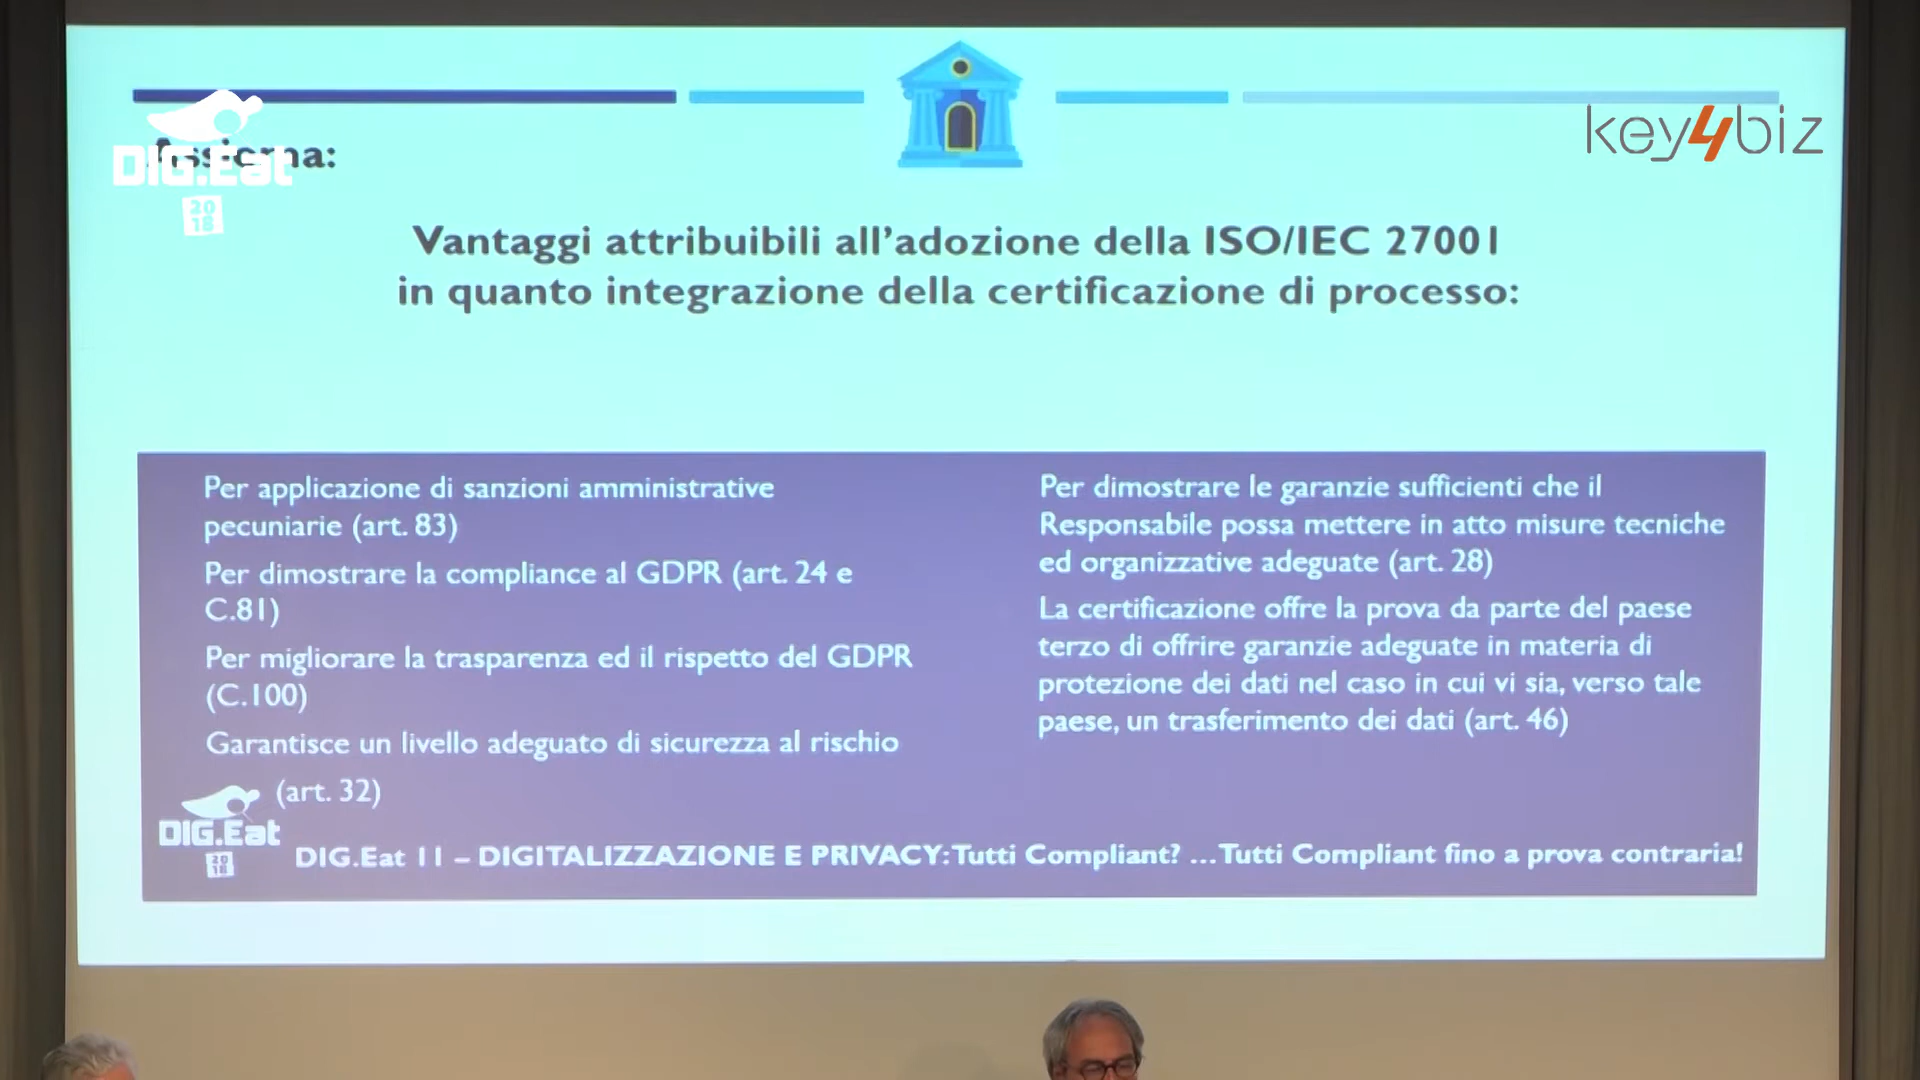 key4biz
DIG.Eat
2018
Vantaggi attribuibili all'adozione della ISO/IEC 27001
in quanto integrazione della certificazione di processo:
Per applicazione di sanzioni amministrative
pecuniarie (art. 83)
Per dimostrare la compliance al GDPR (art. 24 e
C.81)
Per migliorare la trasparenza ed il rispetto del GDPR
(C.100)
Garantisce un livello adeguato di sicurezza al rischio
(art. 32)
Per dimostrare le garanzie sufficienti che il
Responsabile possa mettere in atto misure tecniche
ed organizzative adeguate (art. 28)
La certificazione offre la prova da parte del paese
terzo di offrire garanzie adeguate in materia di
protezione dei dati nel caso in cui vi sia, verso tale
paese, un trasferimento dei dati (art. 46)
DIG.Eat
2018
DIG.Eat 11 – DIGITALIZZAZIONE E PRIVACY: Tutti Compliant? ...Tutti Compliant fino a prova contraria!